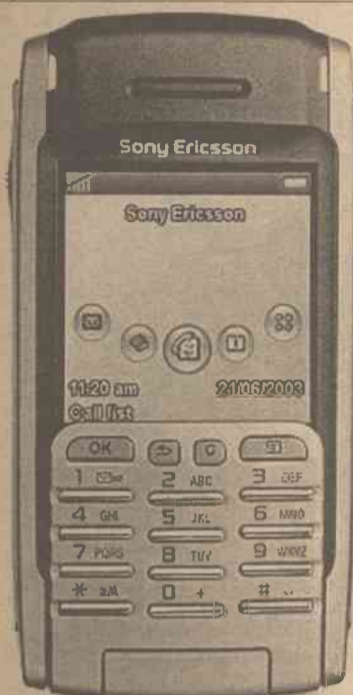 Sony Ericsson
Sony Ericsson
11:20 am 21/06/2003
Call list
OK C
1 2 ABC 3 DEF
4 GHI 5 JKL 6 MNO
7 PQRS 8 TUV 9 WXYZ
* a/A 0 + #